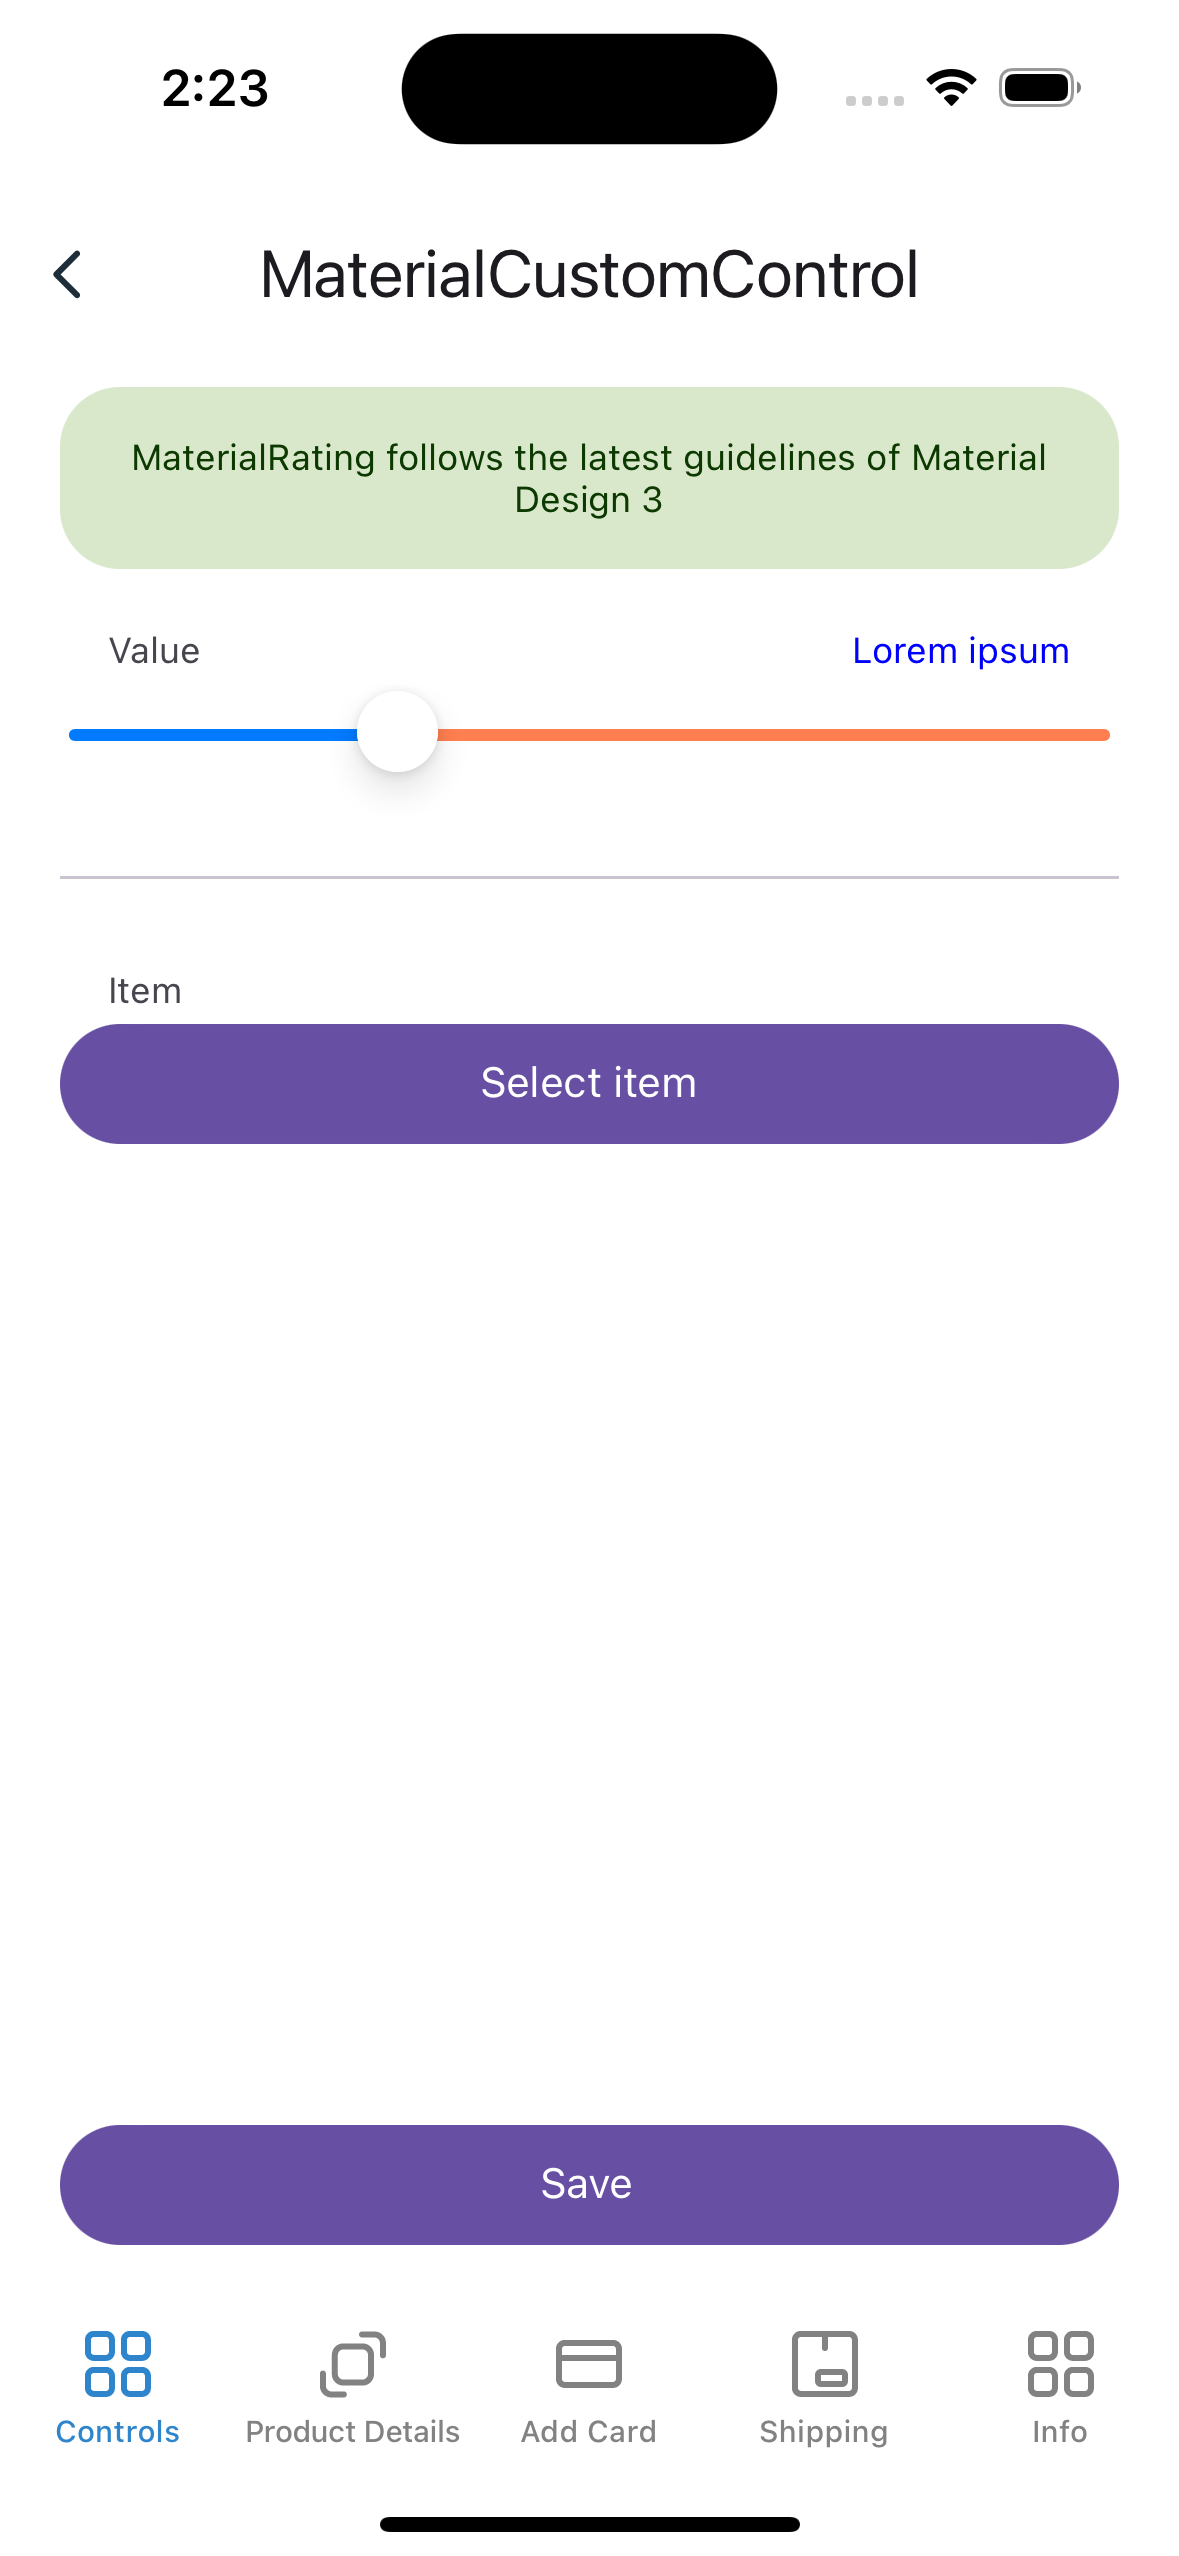 2:23
MaterialCustomControl
MaterialRating follows the latest guidelines of Material
Design 3
Value
Lorem ipsum
Item
Select item
Save
Controls
Product Details
Add Card
Shipping
Info